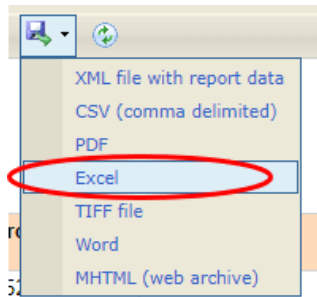 XML file with report data
CSV (comma delimited)
PDF
Excel
TIFF file
Word
MHTML (web archive)